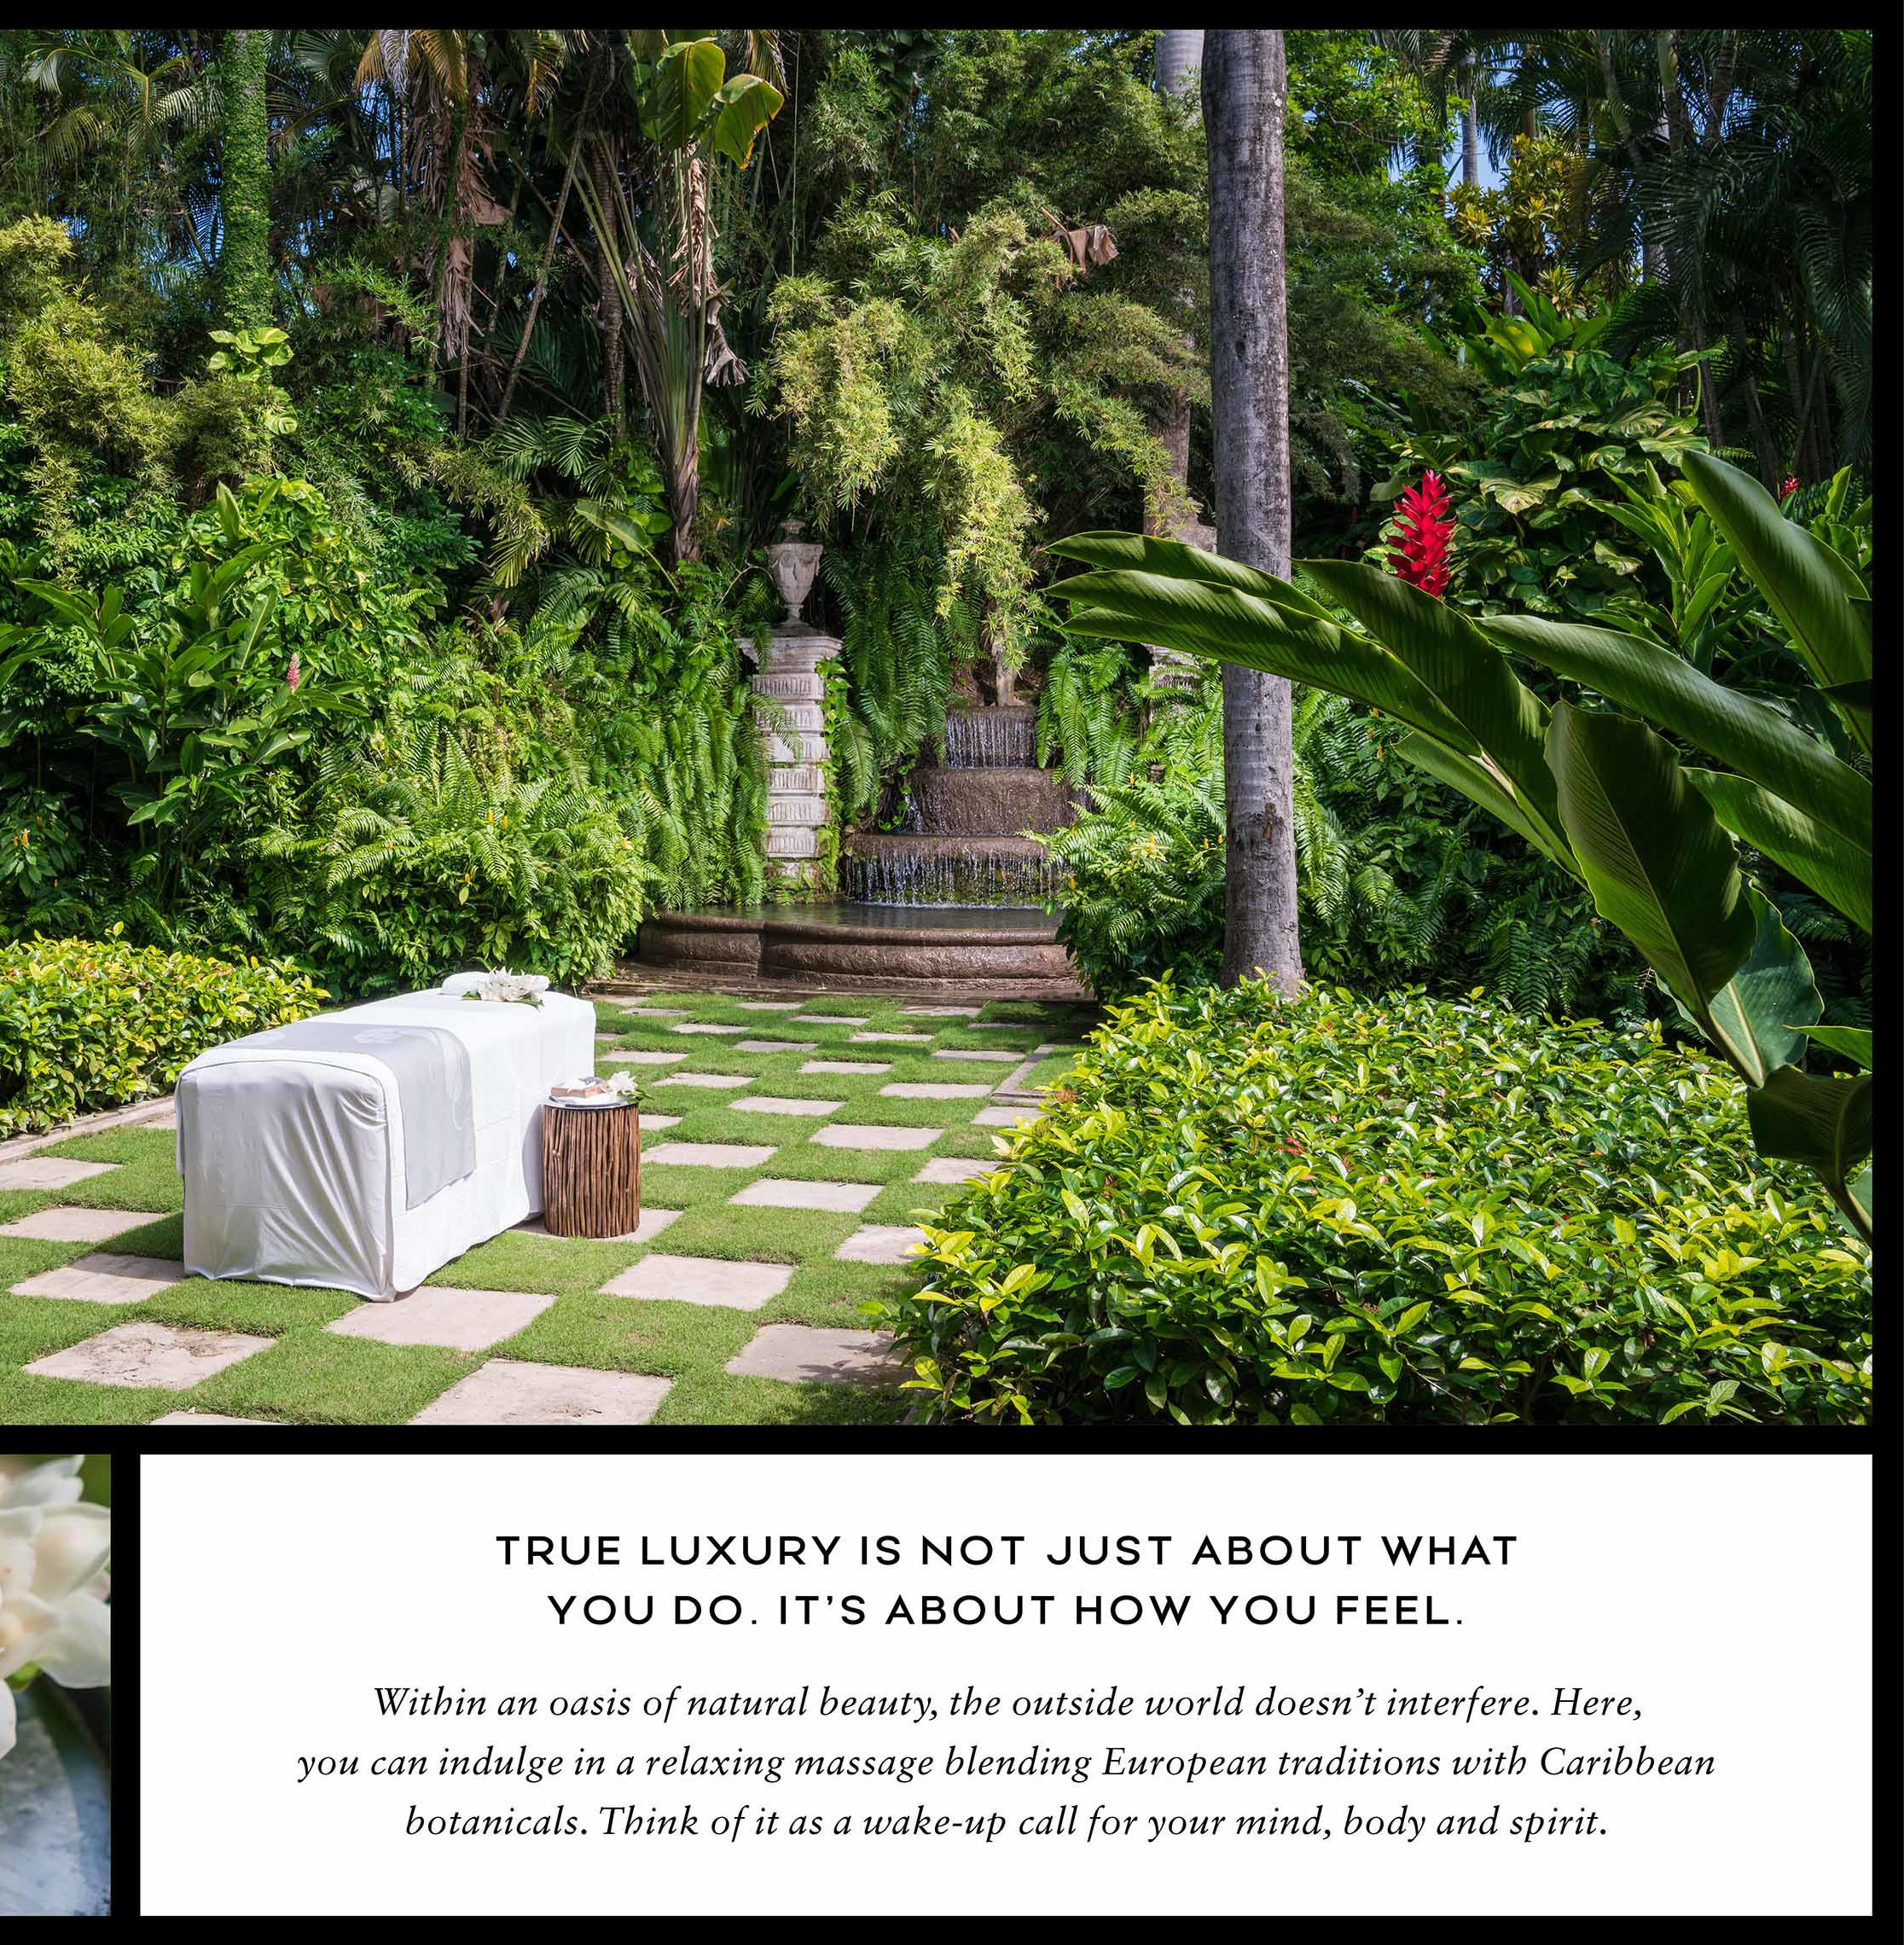 TRUE LUXURY IS NOT JUST ABOUT WHAT
YOU DO. IT’S ABOUT HOW YOU FEEL.
Within an oasis of natural beauty, the outside world doesn’t interfere. Here,
you can indulge in a relaxing massage blending European traditions with Caribbean
botanicals. Think of it as a wake-up call for your mind, body and spirit.